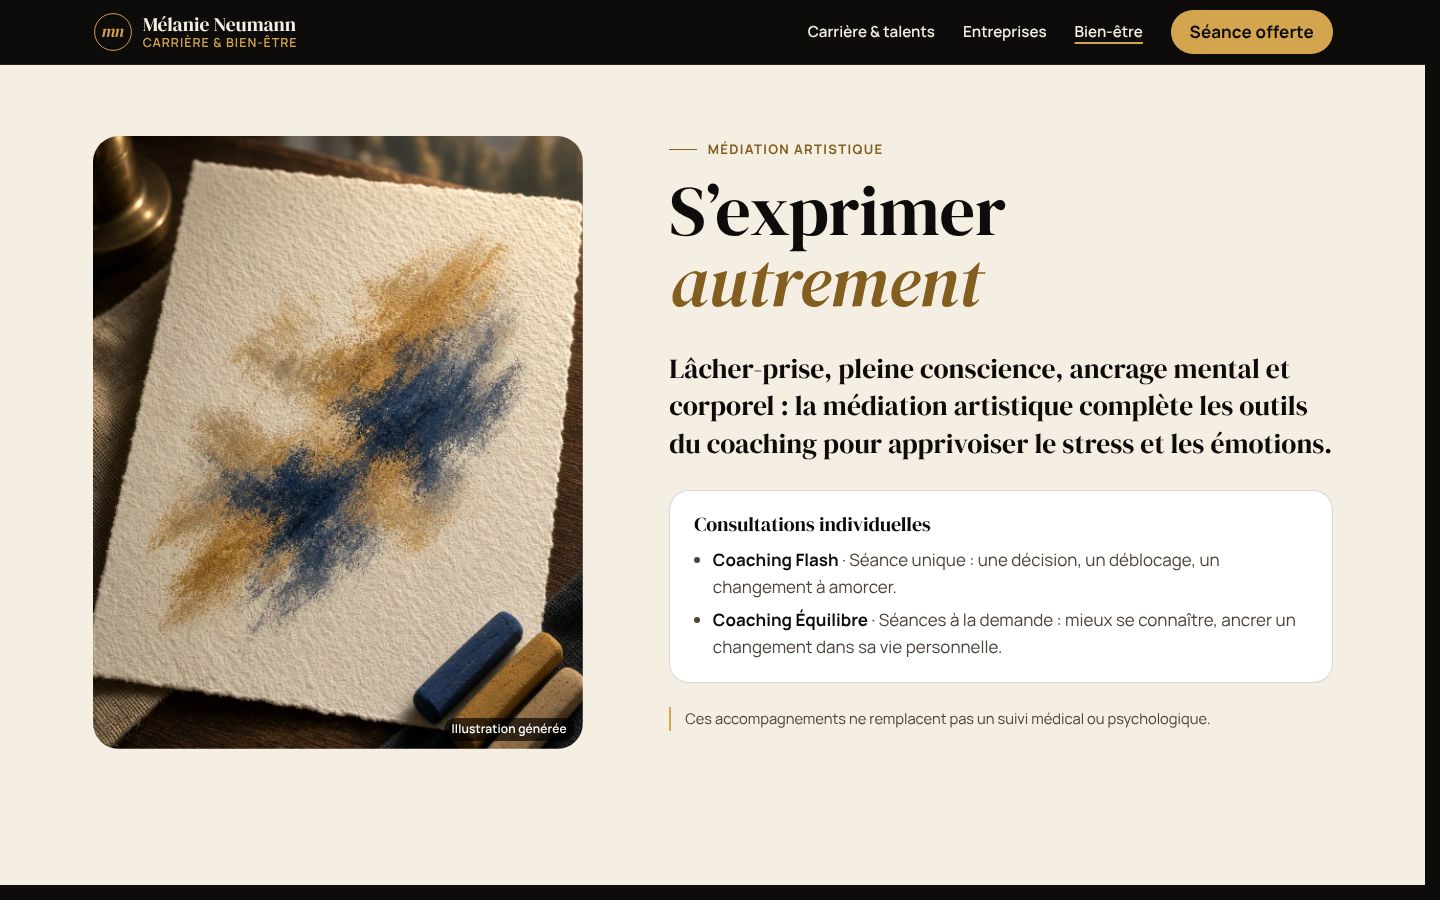 mn
Mélanie Neumann
CARRIÈRE & BIEN-ÊTRE
Carrière & talents
Entreprises
Bien-être
Séance offerte
MÉDIATION ARTISTIQUE
S’exprimer
autrement
Lâcher-prise, pleine conscience, ancrage mental et
corporel : la médiation artistique complète les outils
du coaching pour apprivoiser le stress et les émotions.
Consultations individuelles
• Coaching Flash · Séance unique : une décision, un déblocage, un
changement à amorcer.
• Coaching Équilibre · Séances à la demande : mieux se connaître, ancrer un
changement dans sa vie personnelle.
Ces accompagnements ne remplacent pas un suivi médical ou psychologique.
Illustration générée